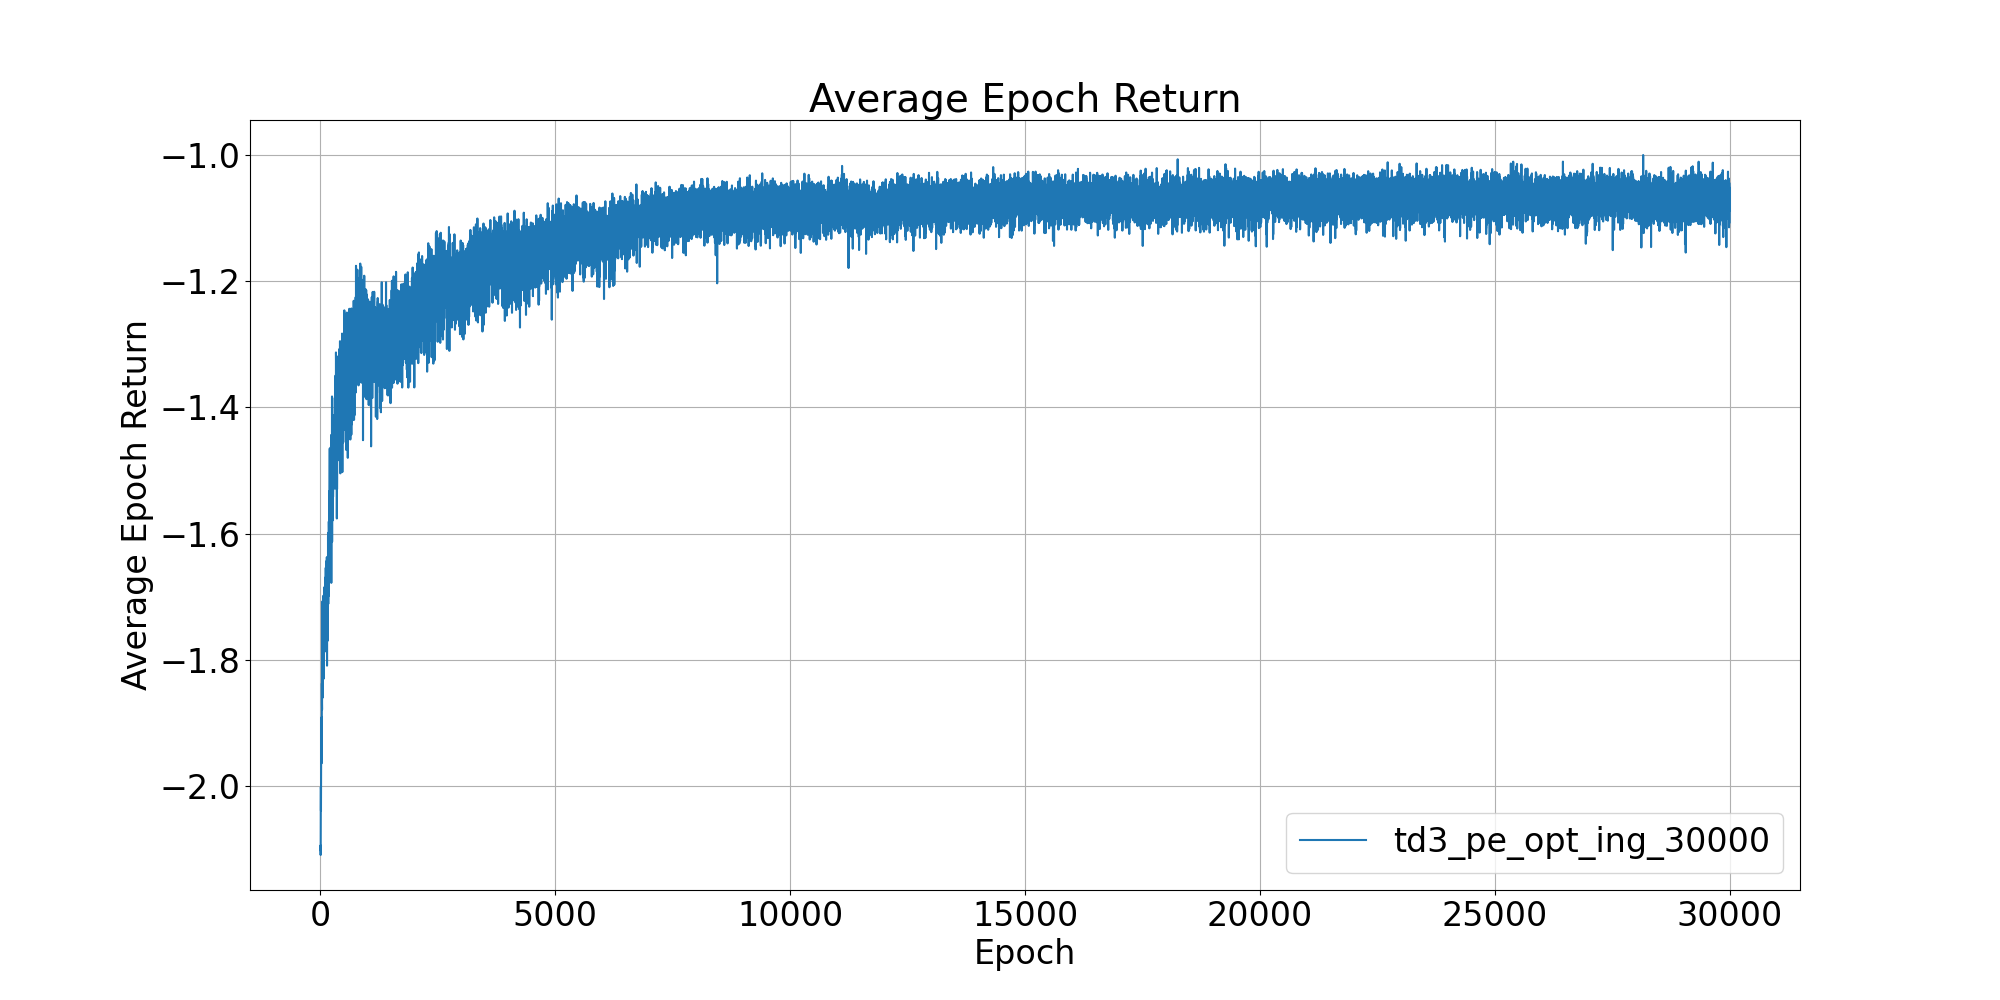 Average Epoch Return
Average Epoch Return
−1.0
−1.2
−1.4
−1.6
−1.8
−2.0
0 5000 10000 15000 20000 25000 30000
Epoch
td3_pe_opt_ing_30000